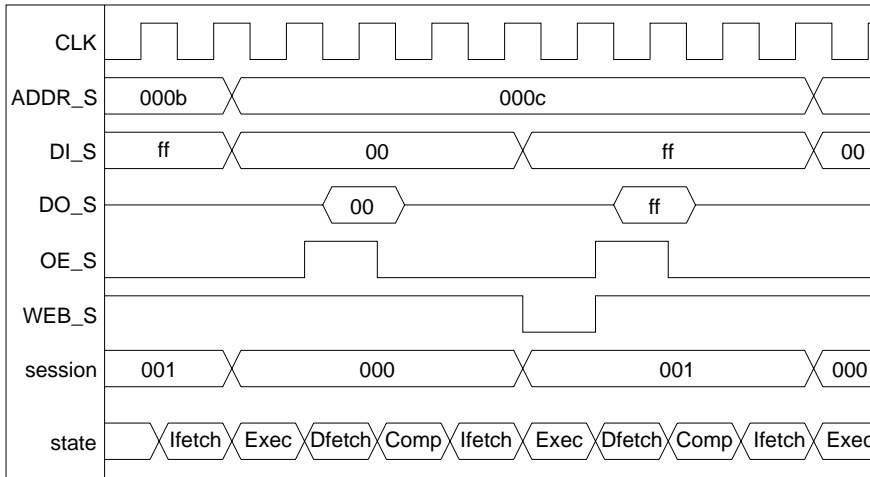 CLK
ADDR_S 000b 000c
DI_S ff 00 ff 00
DO_S 00 ff
OE_S
WEB_S
session 001 000 001 000
state Ifetch Exec Dfetch Comp Ifetch Exec Dfetch Comp Ifetch Exec